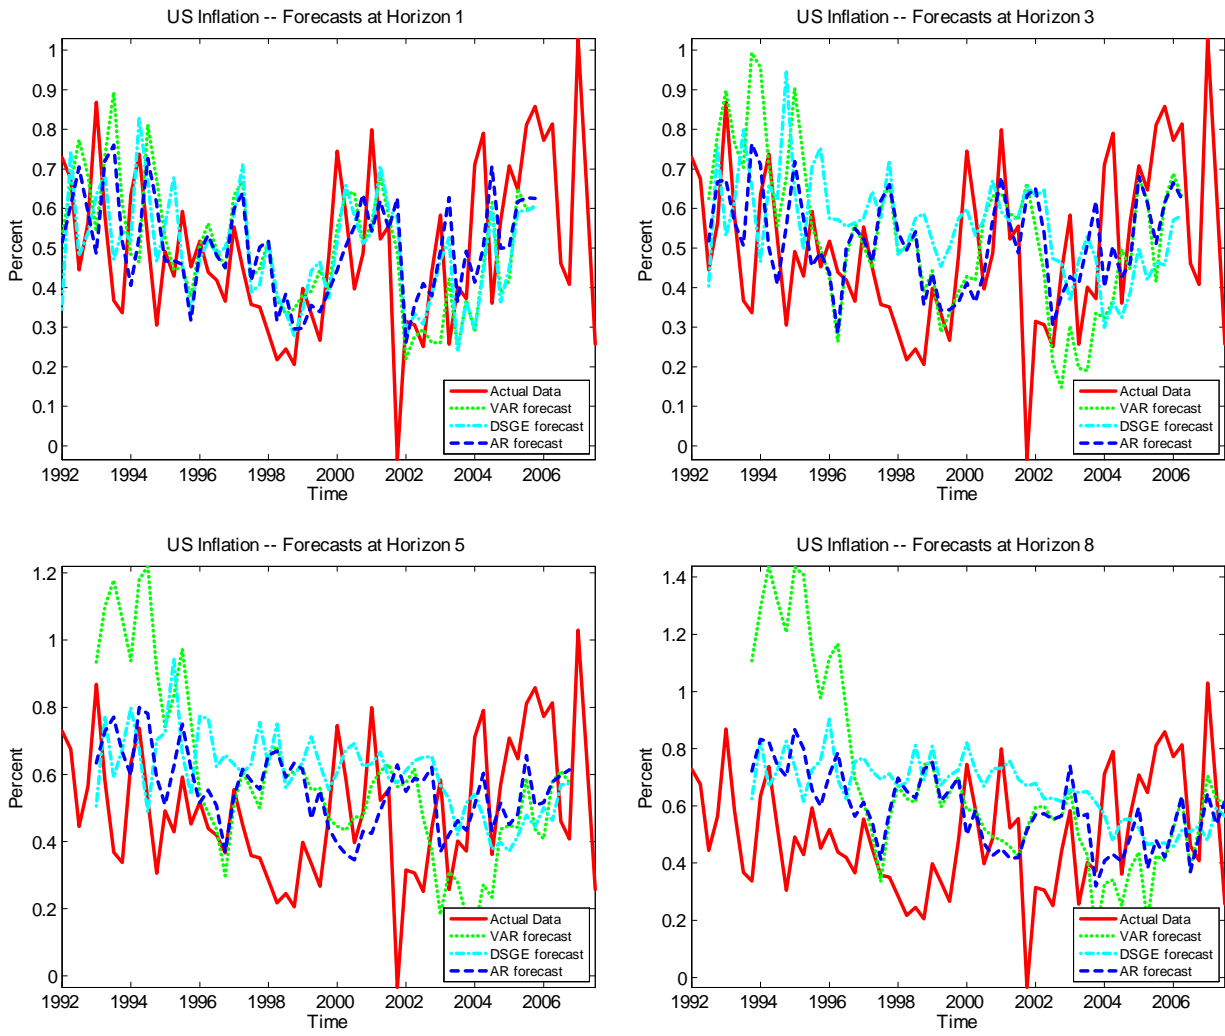 US Inflation -- Forecasts at Horizon 1
1
0.9
0.8
0.7
0.6
0.5
0.4
0.3
0.2
0.1
0
Percent
1992 1994 1996 1998 2000 2002 2004 2006
Time
Actual Data
VAR forecast
DSGE forecast
AR forecast
US Inflation -- Forecasts at Horizon 3
1
0.9
0.8
0.7
0.6
0.5
0.4
0.3
0.2
0.1
0
Percent
1992 1994 1996 1998 2000 2002 2004 2006
Time
Actual Data
VAR forecast
DSGE forecast
AR forecast
US Inflation -- Forecasts at Horizon 5
1.2
1
0.8
0.6
0.4
0.2
0
Percent
1992 1994 1996 1998 2000 2002 2004 2006
Time
Actual Data
VAR forecast
DSGE forecast
AR forecast
US Inflation -- Forecasts at Horizon 8
1.4
1.2
1
0.8
0.6
0.4
0.2
0
Percent
1992 1994 1996 1998 2000 2002 2004 2006
Time
Actual Data
VAR forecast
DSGE forecast
AR forecast